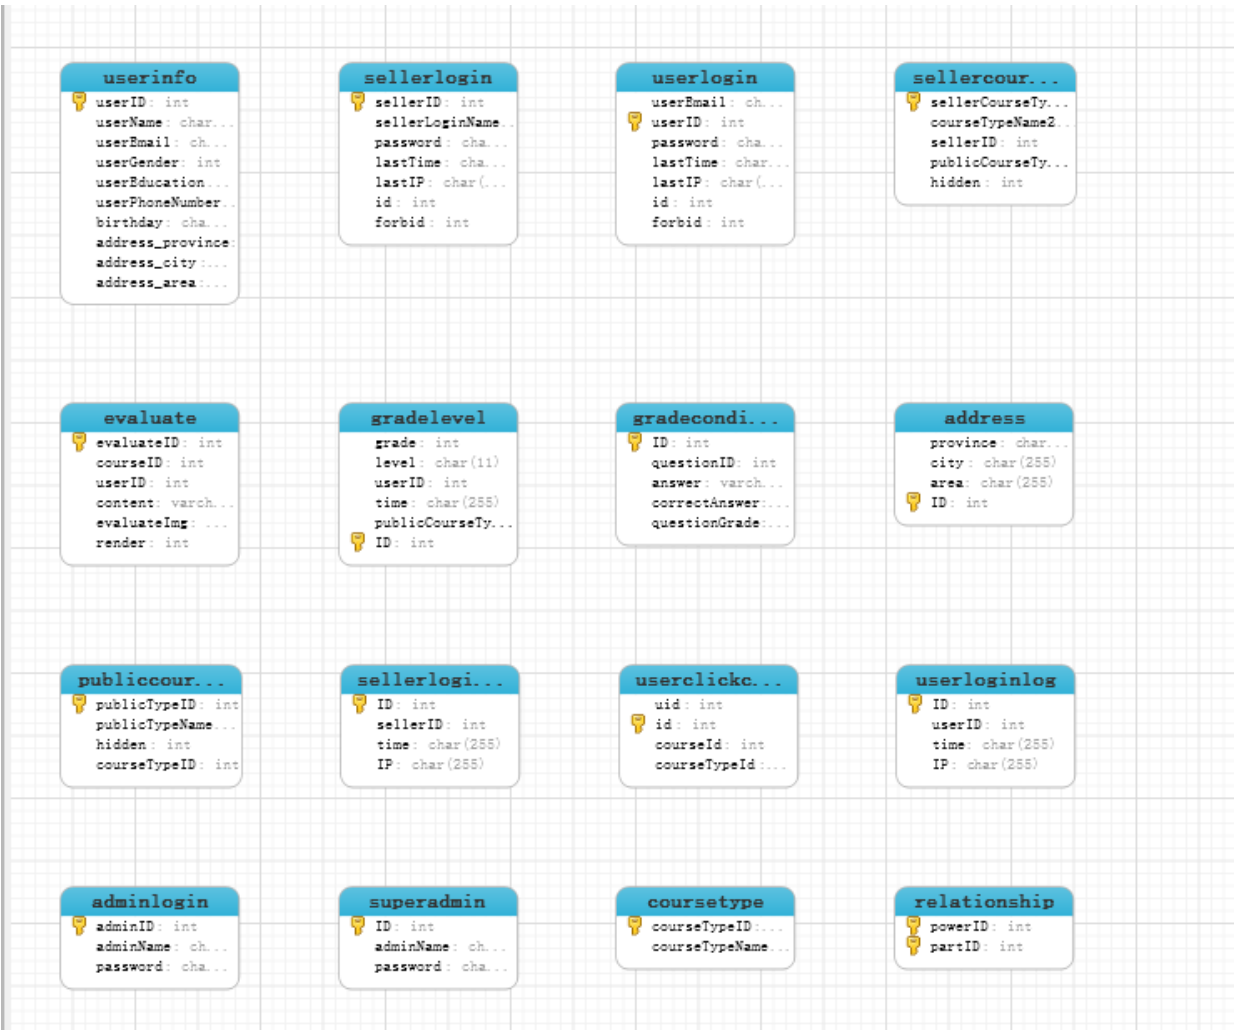 userinfo
userID: int
userName: char...
userEmail: ch...
userGender: int
userEducation...
userPhoneNumber..
birthday: cha...
address_province:
address_city:...
address_area:...
sellerlogin
sellerID: int
sellerLoginName..
password: cha...
lastTime: cha...
lastIP: char(...
id: int
forbid: int
userlogin
userEmail: ch...
userID: int
password: cha...
lastTime: char...
lastIP: char(...
id: int
forbid: int
sellercour...
sellerCourseTy...
courseTypeName2..
sellerID: int
publicCourseTy...
hidden: int
evaluate
evaluateID: int
courseID: int
userID: int
content: varch...
evaluateImg: ...
render: int
gradelevel
grade: int
level: char(11)
userID: int
time: char(255)
publicCourseTy...
ID: int
gradecondi...
ID: int
questionID: int
answer: varch...
correctAnswer:...
questionGrade:...
address
province: char...
city: char(255)
area: char(255)
ID: int
publiccour...
publicTypeID: int
publicTypeName...
hidden: int
courseTypeID: int
sellerlogi...
ID: int
sellerID: int
time: char(255)
IP: char(255)
userclickc...
uid: int
id: int
courseId: int
courseTypeId:...
userloginlog
ID: int
userID: int
time: char(255)
IP: char(255)
adminlogin
adminID: int
adminName: ch...
password: cha...
superadmin
ID: int
adminName: ch...
password: cha...
coursetype
courseTypeID:...
courseTypeName...
relationship
powerID: int
partID: int